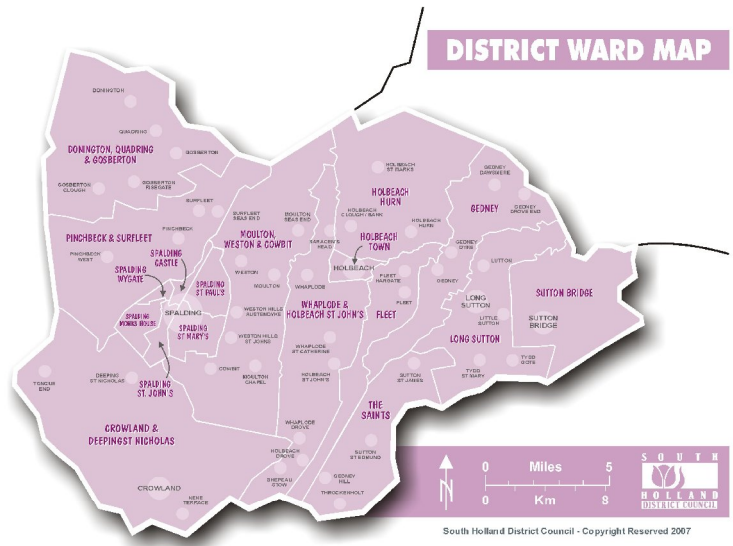 DISTRICT WARD MAP
DONINGTON
QUADRING
DONINGTON, QUADRING
& GOSBERTON
GOSBERTON
GOSBERTON
CLOUGH
GOSBERTON
RISEGATE
SURFLEET
SURFLEET
SEAS END
MOULTON
SEAS END
HOLBEACH
ST MARKS
HOLBEACH
HURN
HOLBEACH
CLOUGH / BANK
HOLBEACH
HURN
GEDNEY
DAWSMERE
GEDNEY
GEDNEY
DROVE END
PINCHBECK & SURFLEET
PINCHBECK
PINCHBECK
WEST
MOULTON,
WESTON & COWBIT
SARACEN'S
HEAD
HOLBEACH
TOWN
HOLBEACH
GEDNEY
DYKE
LUTTON
SPALDING
CASTLE
SPALDING
WYGATE
SPALDING
ST PAUL'S
WESTON
MOULTON
WHAPLODE
FLEET
HARGATE
GEDNEY
FLEET
LONG
SUTTON
SUTTON BRIDGE
SPALDING
MONKS HOUSE
SPALDING
SPALDING
ST MARY'S
WESTON HILLS
AUSTENDYKE
WHAPLODE &
HOLBEACH ST JOHN'S
FLEET
LITTLE
SUTTON
SUTTON
BRIDGE
WESTON HILLS
ST JOHNS
WHAPLODE
ST CATHERINE
LONG SUTTON
TONGUE
END
DEEPING
ST NICHOLAS
SPALDING
ST. JOHN'S
COWBIT
MOULTON
CHAPEL
HOLBEACH
ST JOHN'S
SUTTON
ST JAMES
TYDD
ST MARY
TYDD
GOTE
CROWLAND &
DEEPINGST NICHOLAS
THE
SAINTS
WHAPLODE
DROVE
HOLBEACH
DROVE
SUTTON
ST EDMUND
CROWLAND
NENE
TERRACE
SHEPEAU
STOW
GEDNEY
HILL
THROCKENHOLT
N
0 Miles 5
0 Km 8
SOUTH
HOLLAND
DISTRICT COUNCIL
South Holland District Council - Copyright Reserved 2007